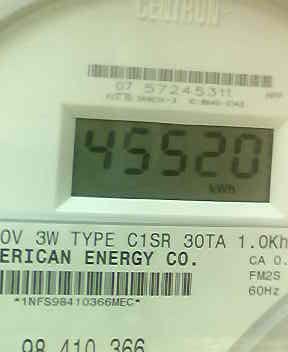 CENTRON
07 57245311
45520
kWh
0V 3W TYPE C1SR 30TA 1.0Kh
ERICAN ENERGY CO.
CA 0.
FM2S
*1NFS98410366MEC*
60Hz
98 410 366